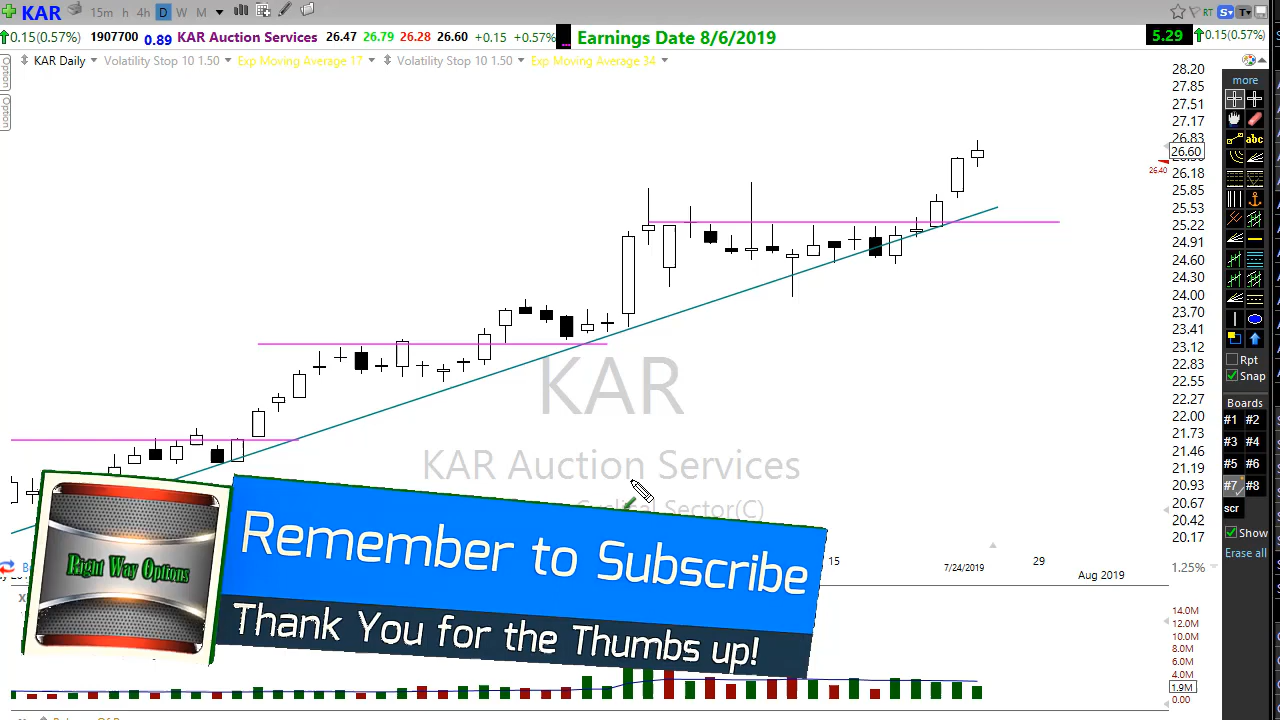 KAR 15m h 4h D W M RT S T
0.15(0.57%) 1907700 0.89 KAR Auction Services 26.47 26.79 26.28 26.60 +0.15 +0.57% Earnings Date 8/6/2019 5.29 0.15(0.57%)
Option
Option
KAR Daily Volatility Stop 10 1.50 Exp Moving Average 17 Volatility Stop 10 1.50 Exp Moving Average 34
28.20
27.85
27.51
27.17
26.83
26.60
26.40
26.18
25.85
25.53
25.22
24.91
24.60
24.30
24.00
23.70
23.41
23.12
22.83
22.55
22.27
22.00
21.73
21.46
21.19
20.93
20.67
20.42
20.17
1.25%
more
abc
Rpt
Snap
Boards
#1 #2
#3 #4
#5 #6
#7 #8
scr
Show
Erase all
KAR
KAR Auction Services
Sector(C)
15 7/24/2019 29
Aug 2019
Right Way Options
Remember to Subscribe
Thank You for the Thumbs up!
14.0M
12.0M
10.0M
8.0M
6.0M
4.0M
1.9M
0.00